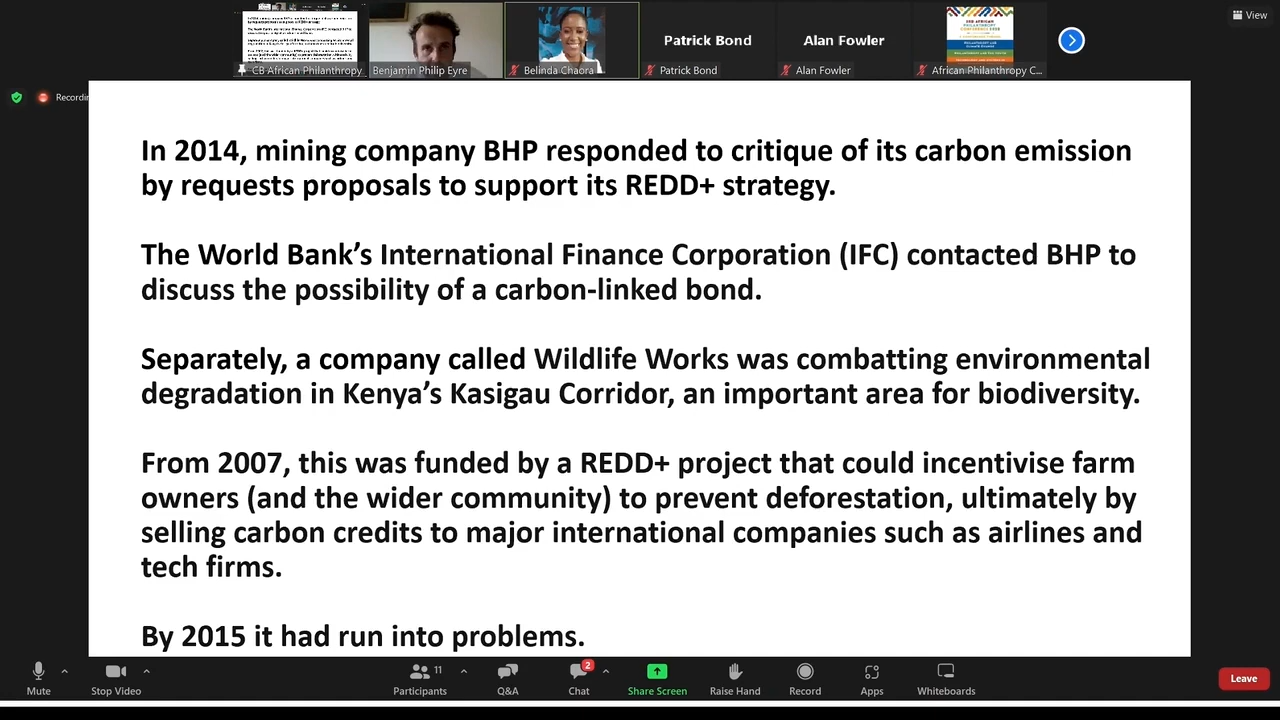 View
Patrick Bond
Alan Fowler
CB African Philanthropy
Benjamin Philip Eyre
Belinda Chaora
Patrick Bond
Alan Fowler
African Philanthropy C...
Recordin
In 2014, mining company BHP responded to critique of its carbon emission
by requests proposals to support its REDD+ strategy.
The World Bank’s International Finance Corporation (IFC) contacted BHP to
discuss the possibility of a carbon-linked bond.
Separately, a company called Wildlife Works was combatting environmental
degradation in Kenya’s Kasigau Corridor, an important area for biodiversity.
From 2007, this was funded by a REDD+ project that could incentivise farm
owners (and the wider community) to prevent deforestation, ultimately by
selling carbon credits to major international companies such as airlines and
tech firms.
By 2015 it had run into problems.
Mute
Stop Video
11
Participants
Q&A
2
Chat
Share Screen
Raise Hand
Record
Apps
Whiteboards
Leave